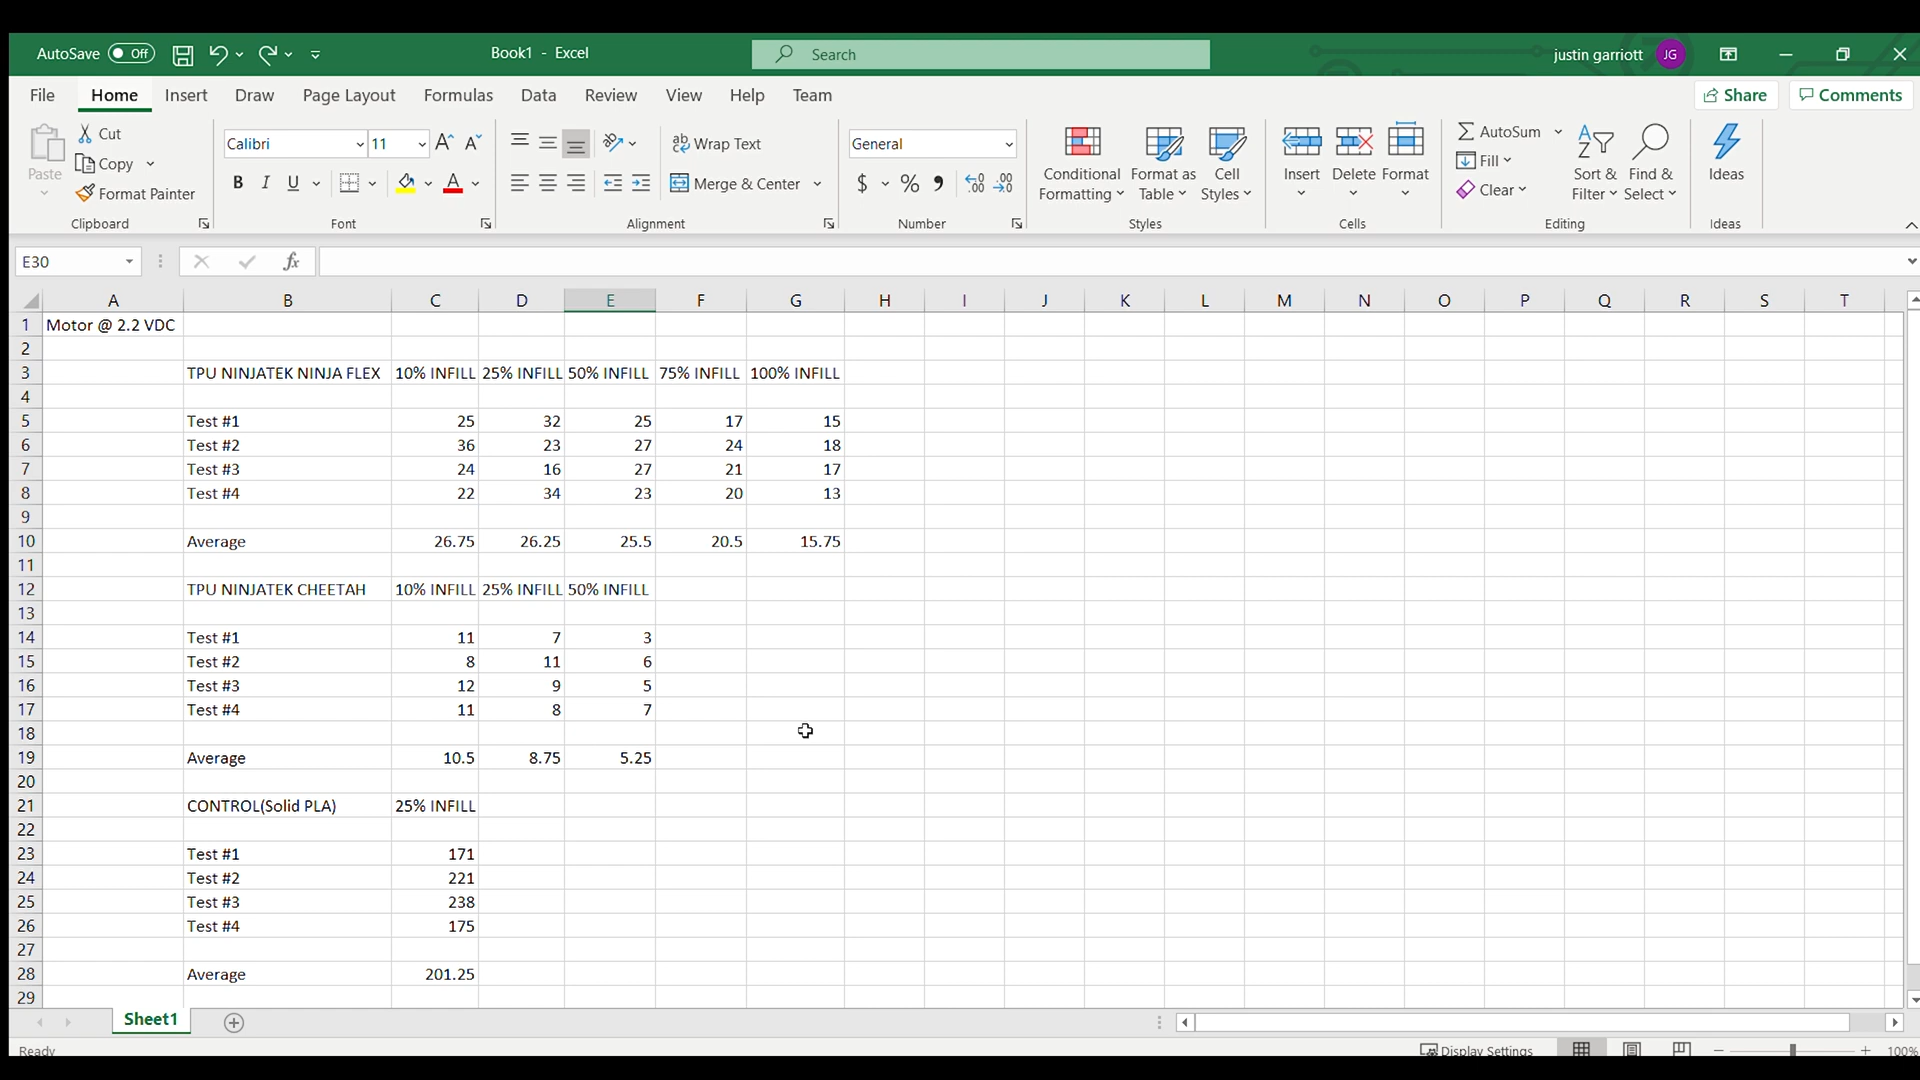 AutoSave Off Book1 - Excel Search justin garriott JG
File Home Insert Draw Page Layout Formulas Data Review View Help Team Share Comments
Paste Cut Copy Format Painter Clipboard
Calibri 11 B I U A Font
Wrap Text Merge & Center Alignment
General $ % Number
Conditional Formatting Format as Table Cell Styles Styles
Insert Delete Format Cells
AutoSum Fill Clear Sort & Filter Find & Select Editing
Ideas Ideas
E30 fx
A B C D E F G H I J K L M N O P Q R S T
1 Motor @ 2.2 VDC
2
3 TPU NINJATEK NINJA FLEX 10% INFILL 25% INFILL 50% INFILL 75% INFILL 100% INFILL
4
5 Test #1 25 32 25 17 15
6 Test #2 36 23 27 24 18
7 Test #3 24 16 27 21 17
8 Test #4 22 34 23 20 13
9
10 Average 26.75 26.25 25.5 20.5 15.75
11
12 TPU NINJATEK CHEETAH 10% INFILL 25% INFILL 50% INFILL
13
14 Test #1 11 7 3
15 Test #2 8 11 6
16 Test #3 12 9 5
17 Test #4 11 8 7
18
19 Average 10.5 8.75 5.25
20
21 CONTROL(Solid PLA) 25% INFILL
22
23 Test #1 171
24 Test #2 221
25 Test #3 238
26 Test #4 175
27
28 Average 201.25
29
Sheet1
Ready Display Settings 100%